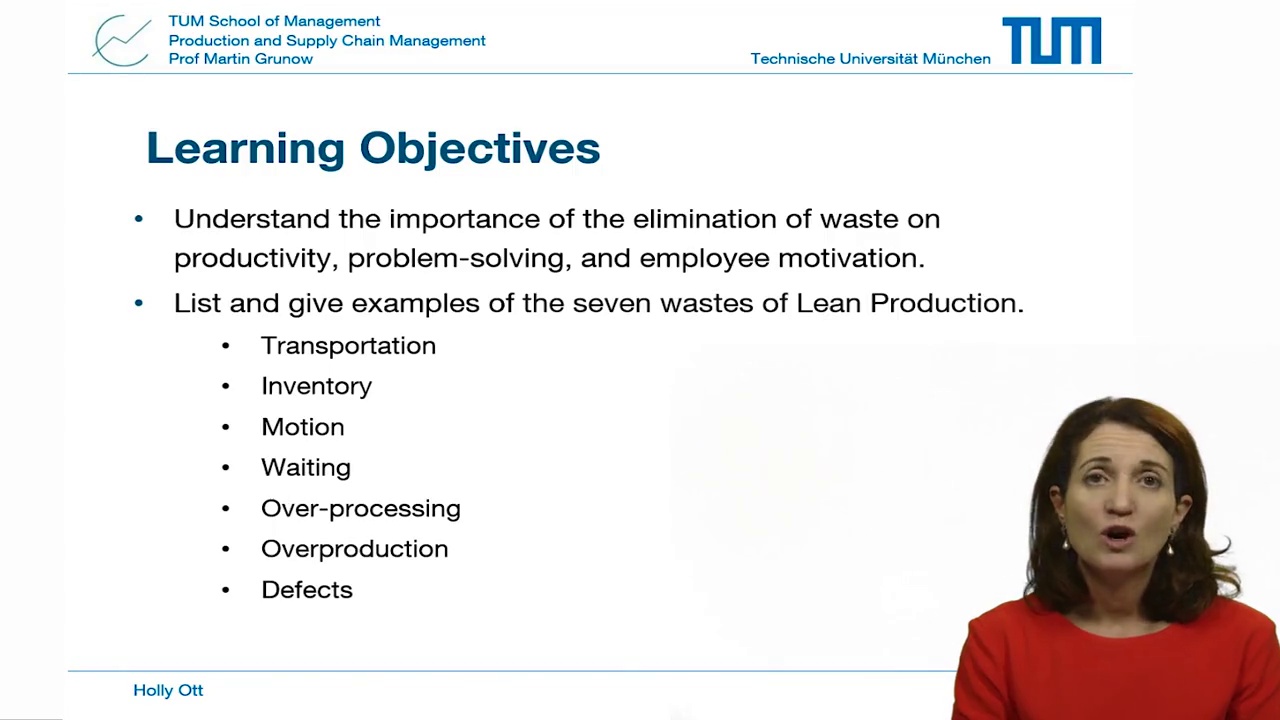 TUM School of Management
Production and Supply Chain Management
Prof Martin Grunow
Technische Universität München
TUM
Learning Objectives
• Understand the importance of the elimination of waste on
productivity, problem-solving, and employee motivation.
• List and give examples of the seven wastes of Lean Production.
• Transportation
• Inventory
• Motion
• Waiting
• Over-processing
• Overproduction
• Defects
Holly Ott